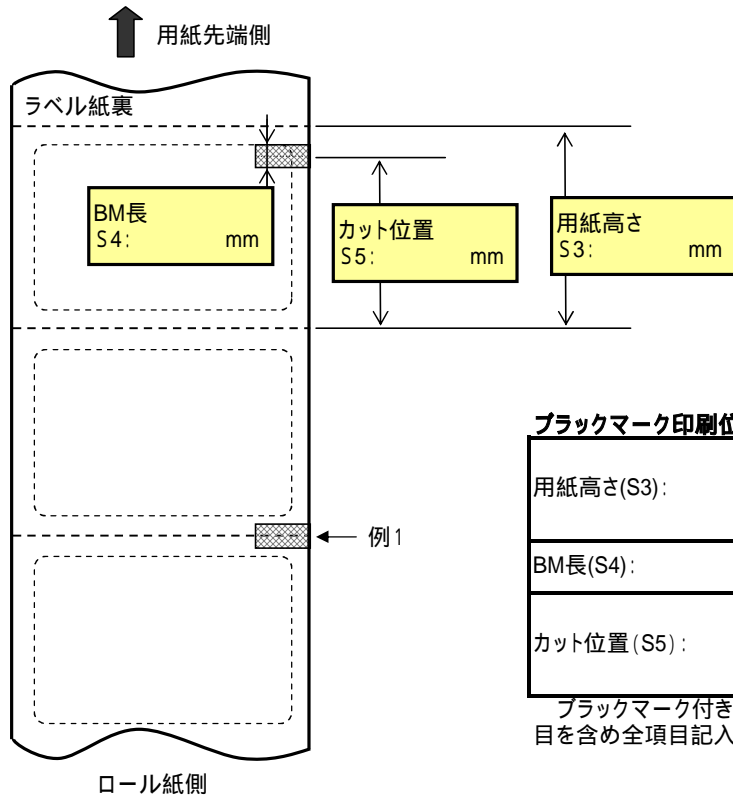 用紙先端側
ラベル紙裏
BM長
S4: mm
カット位置
S5: mm
用紙高さ
S3: mm
例1
ロール紙側
ブラックマーク印刷位
用紙高さ(S3):
BM長(S4):
カット位置(S5):
ブラックマーク付き
目を含め全項目記入